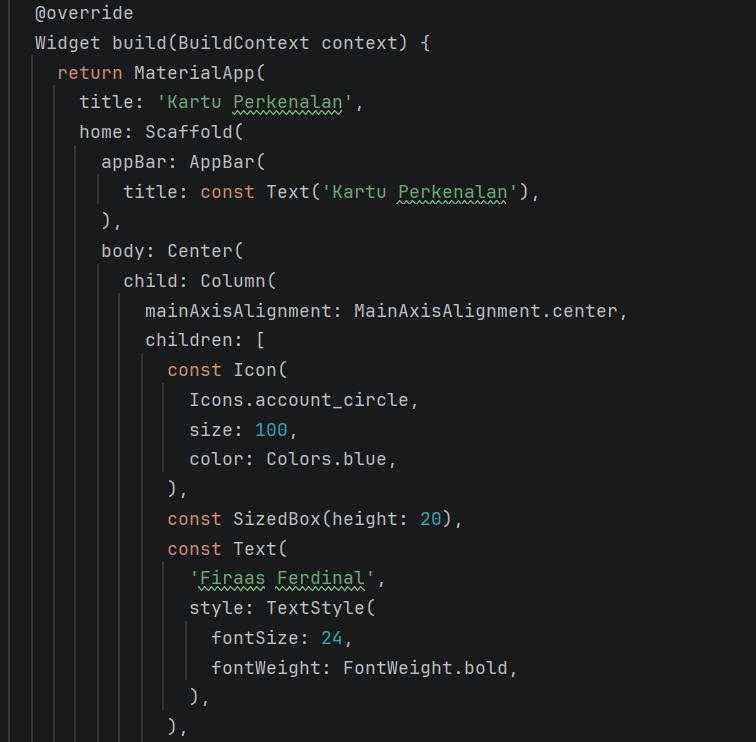 @override
Widget build(BuildContext context) {
return MaterialApp(
title: 'Kartu Perkenalan',
home: Scaffold(
appBar: AppBar(
title: const Text('Kartu Perkenalan'),
),
body: Center(
child: Column(
mainAxisAlignment: MainAxisAlignment.center,
children: [
const Icon(
Icons.account_circle,
size: 100,
color: Colors.blue,
),
const SizedBox(height: 20),
const Text(
'Firaas Ferdinal',
style: TextStyle(
fontSize: 24,
fontWeight: FontWeight.bold,
),
),